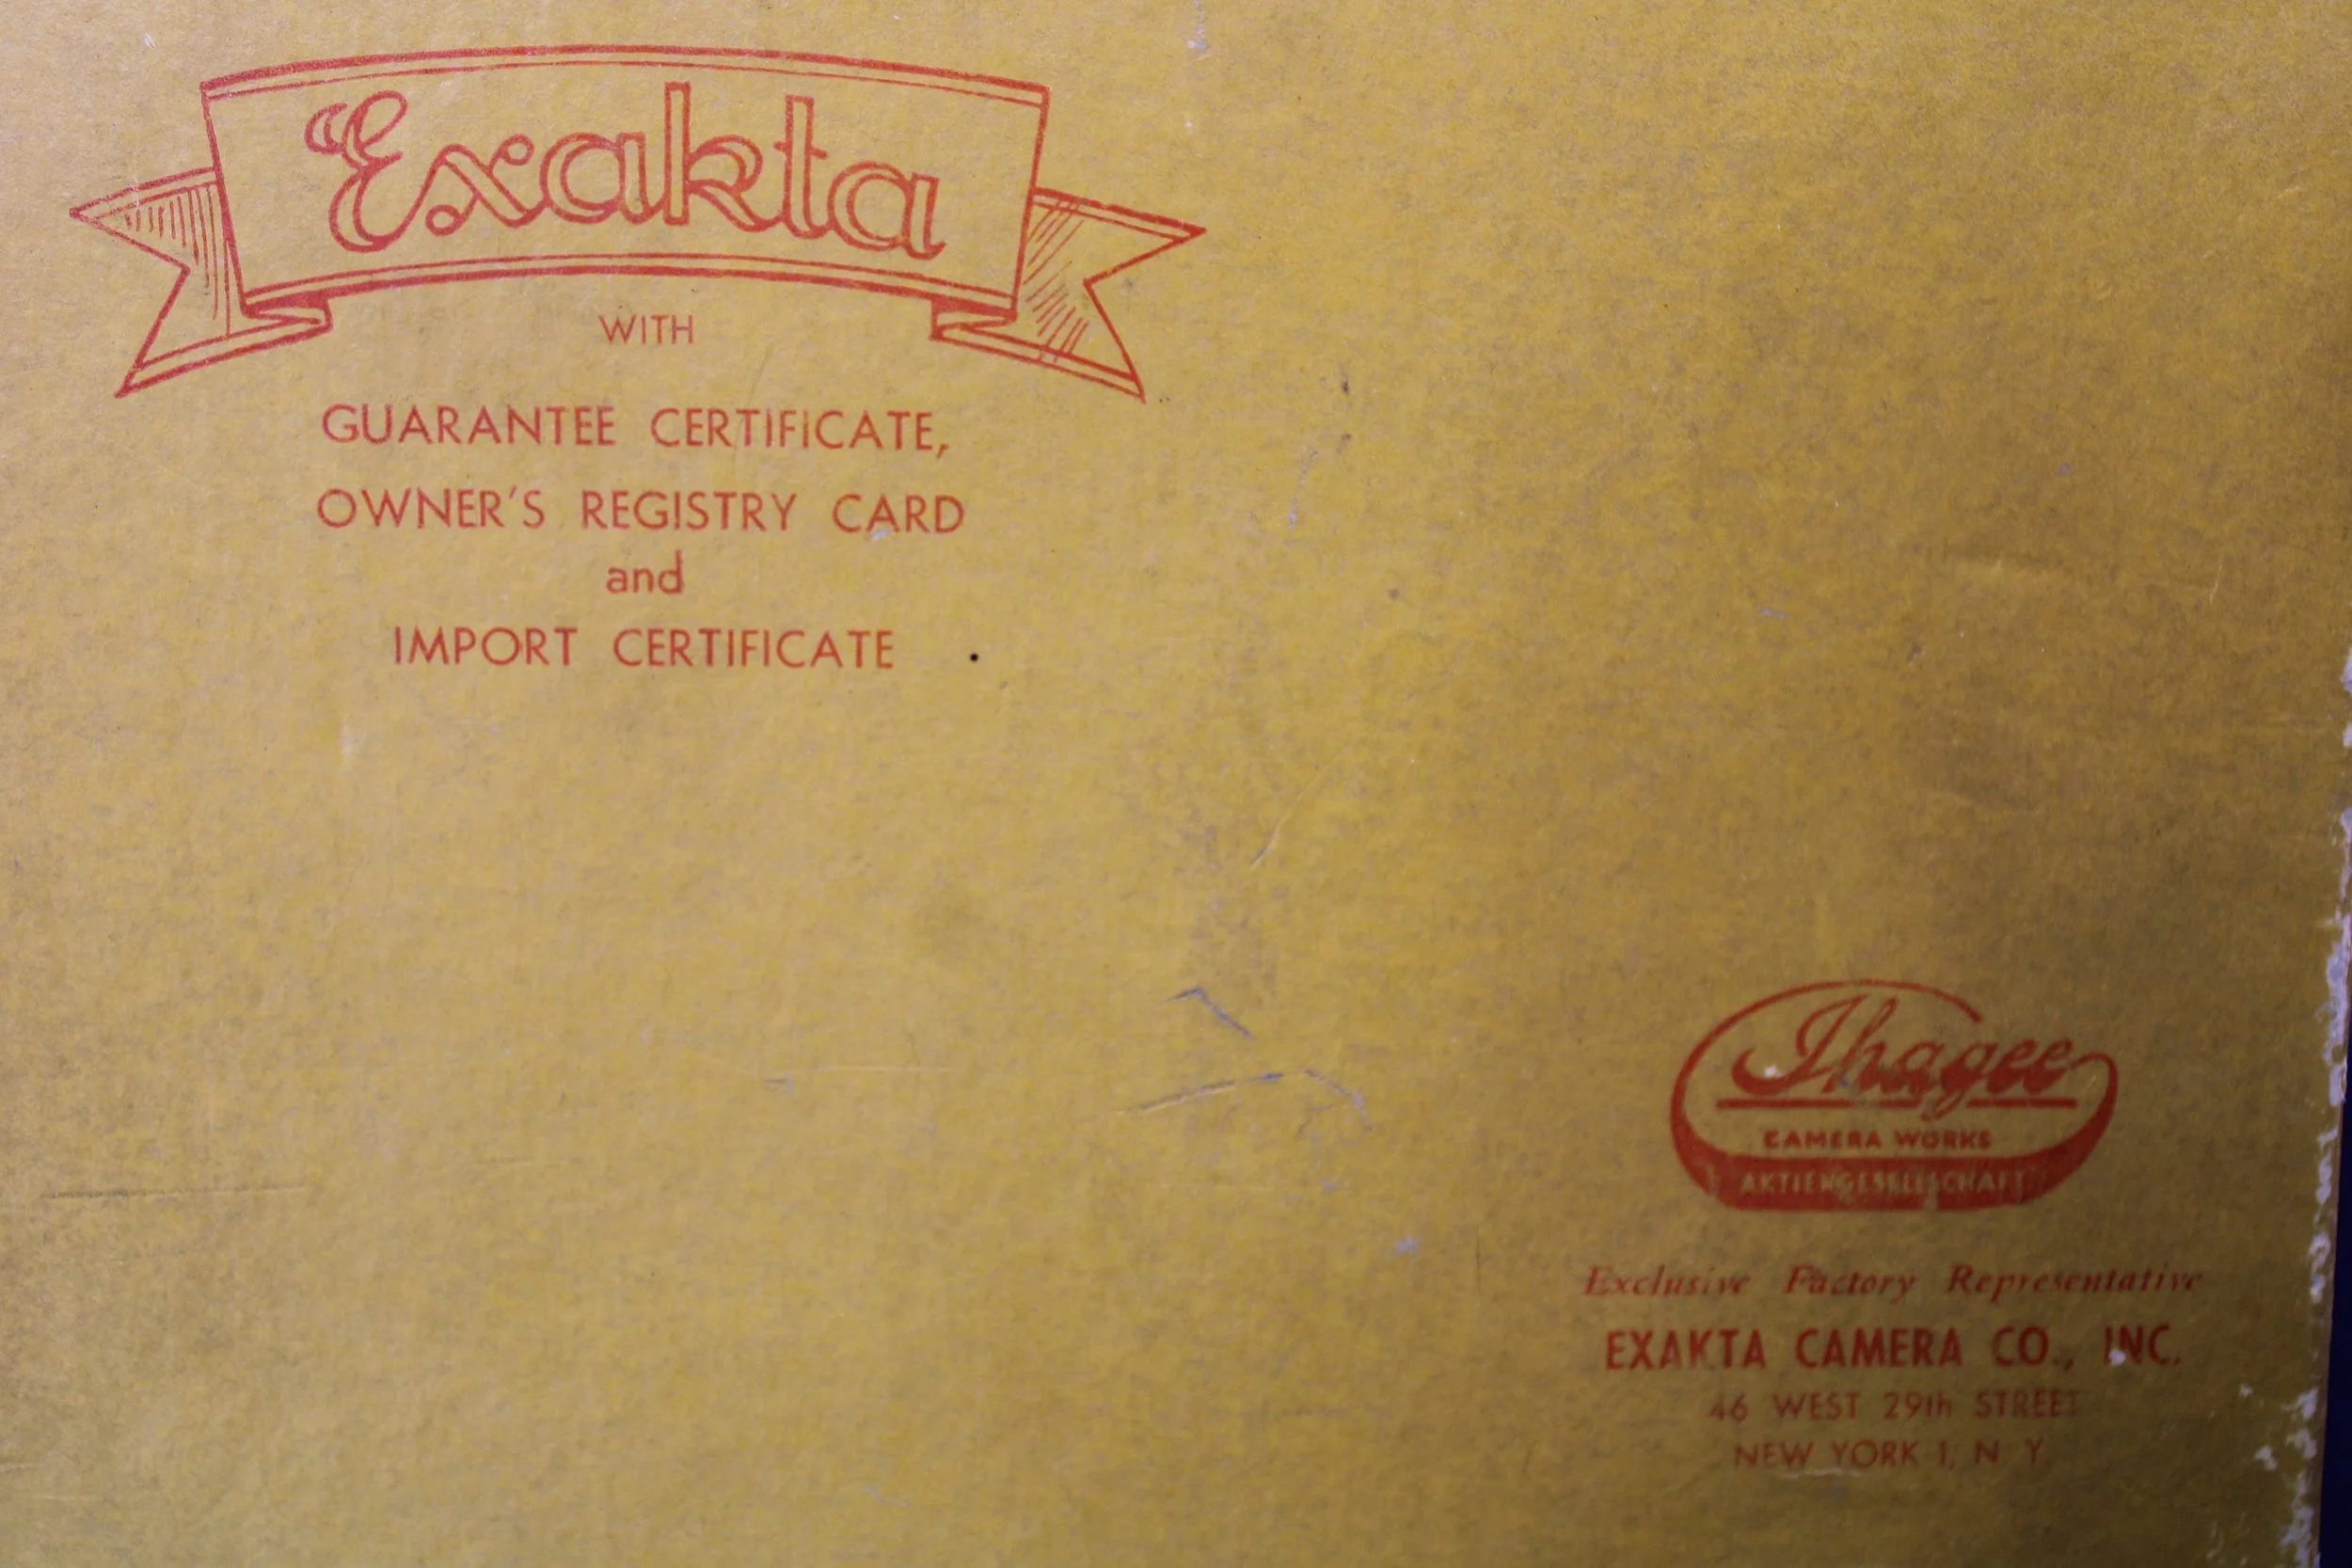 Exakta
WITH
GUARANTEE CERTIFICATE,
OWNER'S REGISTRY CARD
and
IMPORT CERTIFICATE
Ihagee
CAMERA WORKS
AKTIENGESELLSCHAFT
Exclusive Factory Representative
EXAKTA CAMERA CO., INC.
46 WEST 29th STREET
NEW YORK 1, N. Y.